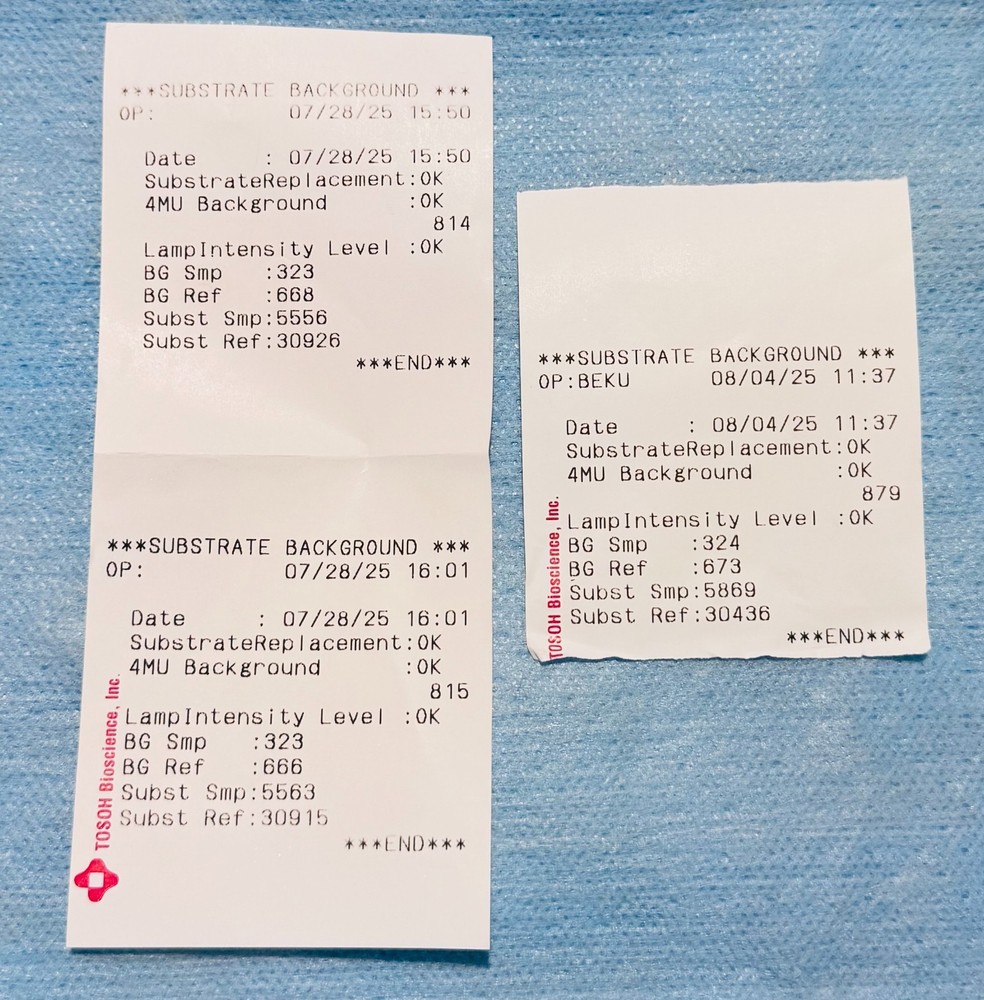 ***SUBSTRATE BACKGROUND ***
OP: 07/28/25 15:50
Date : 07/28/25 15:50
SubstrateReplacement:OK
4MU Background :OK
814
LampIntensity Level :OK
BG Smp :323
BG Ref :668
Subst Smp:5556
Subst Ref:30926
***END***
***SUBSTRATE BACKGROUND ***
OP: 07/28/25 16:01
Date : 07/28/25 16:01
SubstrateReplacement:OK
4MU Background :OK
815
LampIntensity Level :OK
BG Smp :323
BG Ref :666
Subst Smp:5563
Subst Ref:30915
***END***
TOSOH Bioscience, Inc.
***SUBSTRATE BACKGROUND ***
OP:BEKU 08/04/25 11:37
Date : 08/04/25 11:37
SubstrateReplacement:OK
4MU Background :OK
879
LampIntensity Level :OK
BG Smp :324
BG Ref :673
Subst Smp:5869
Subst Ref:30436
***END***
TOSOH Bioscience, Inc.